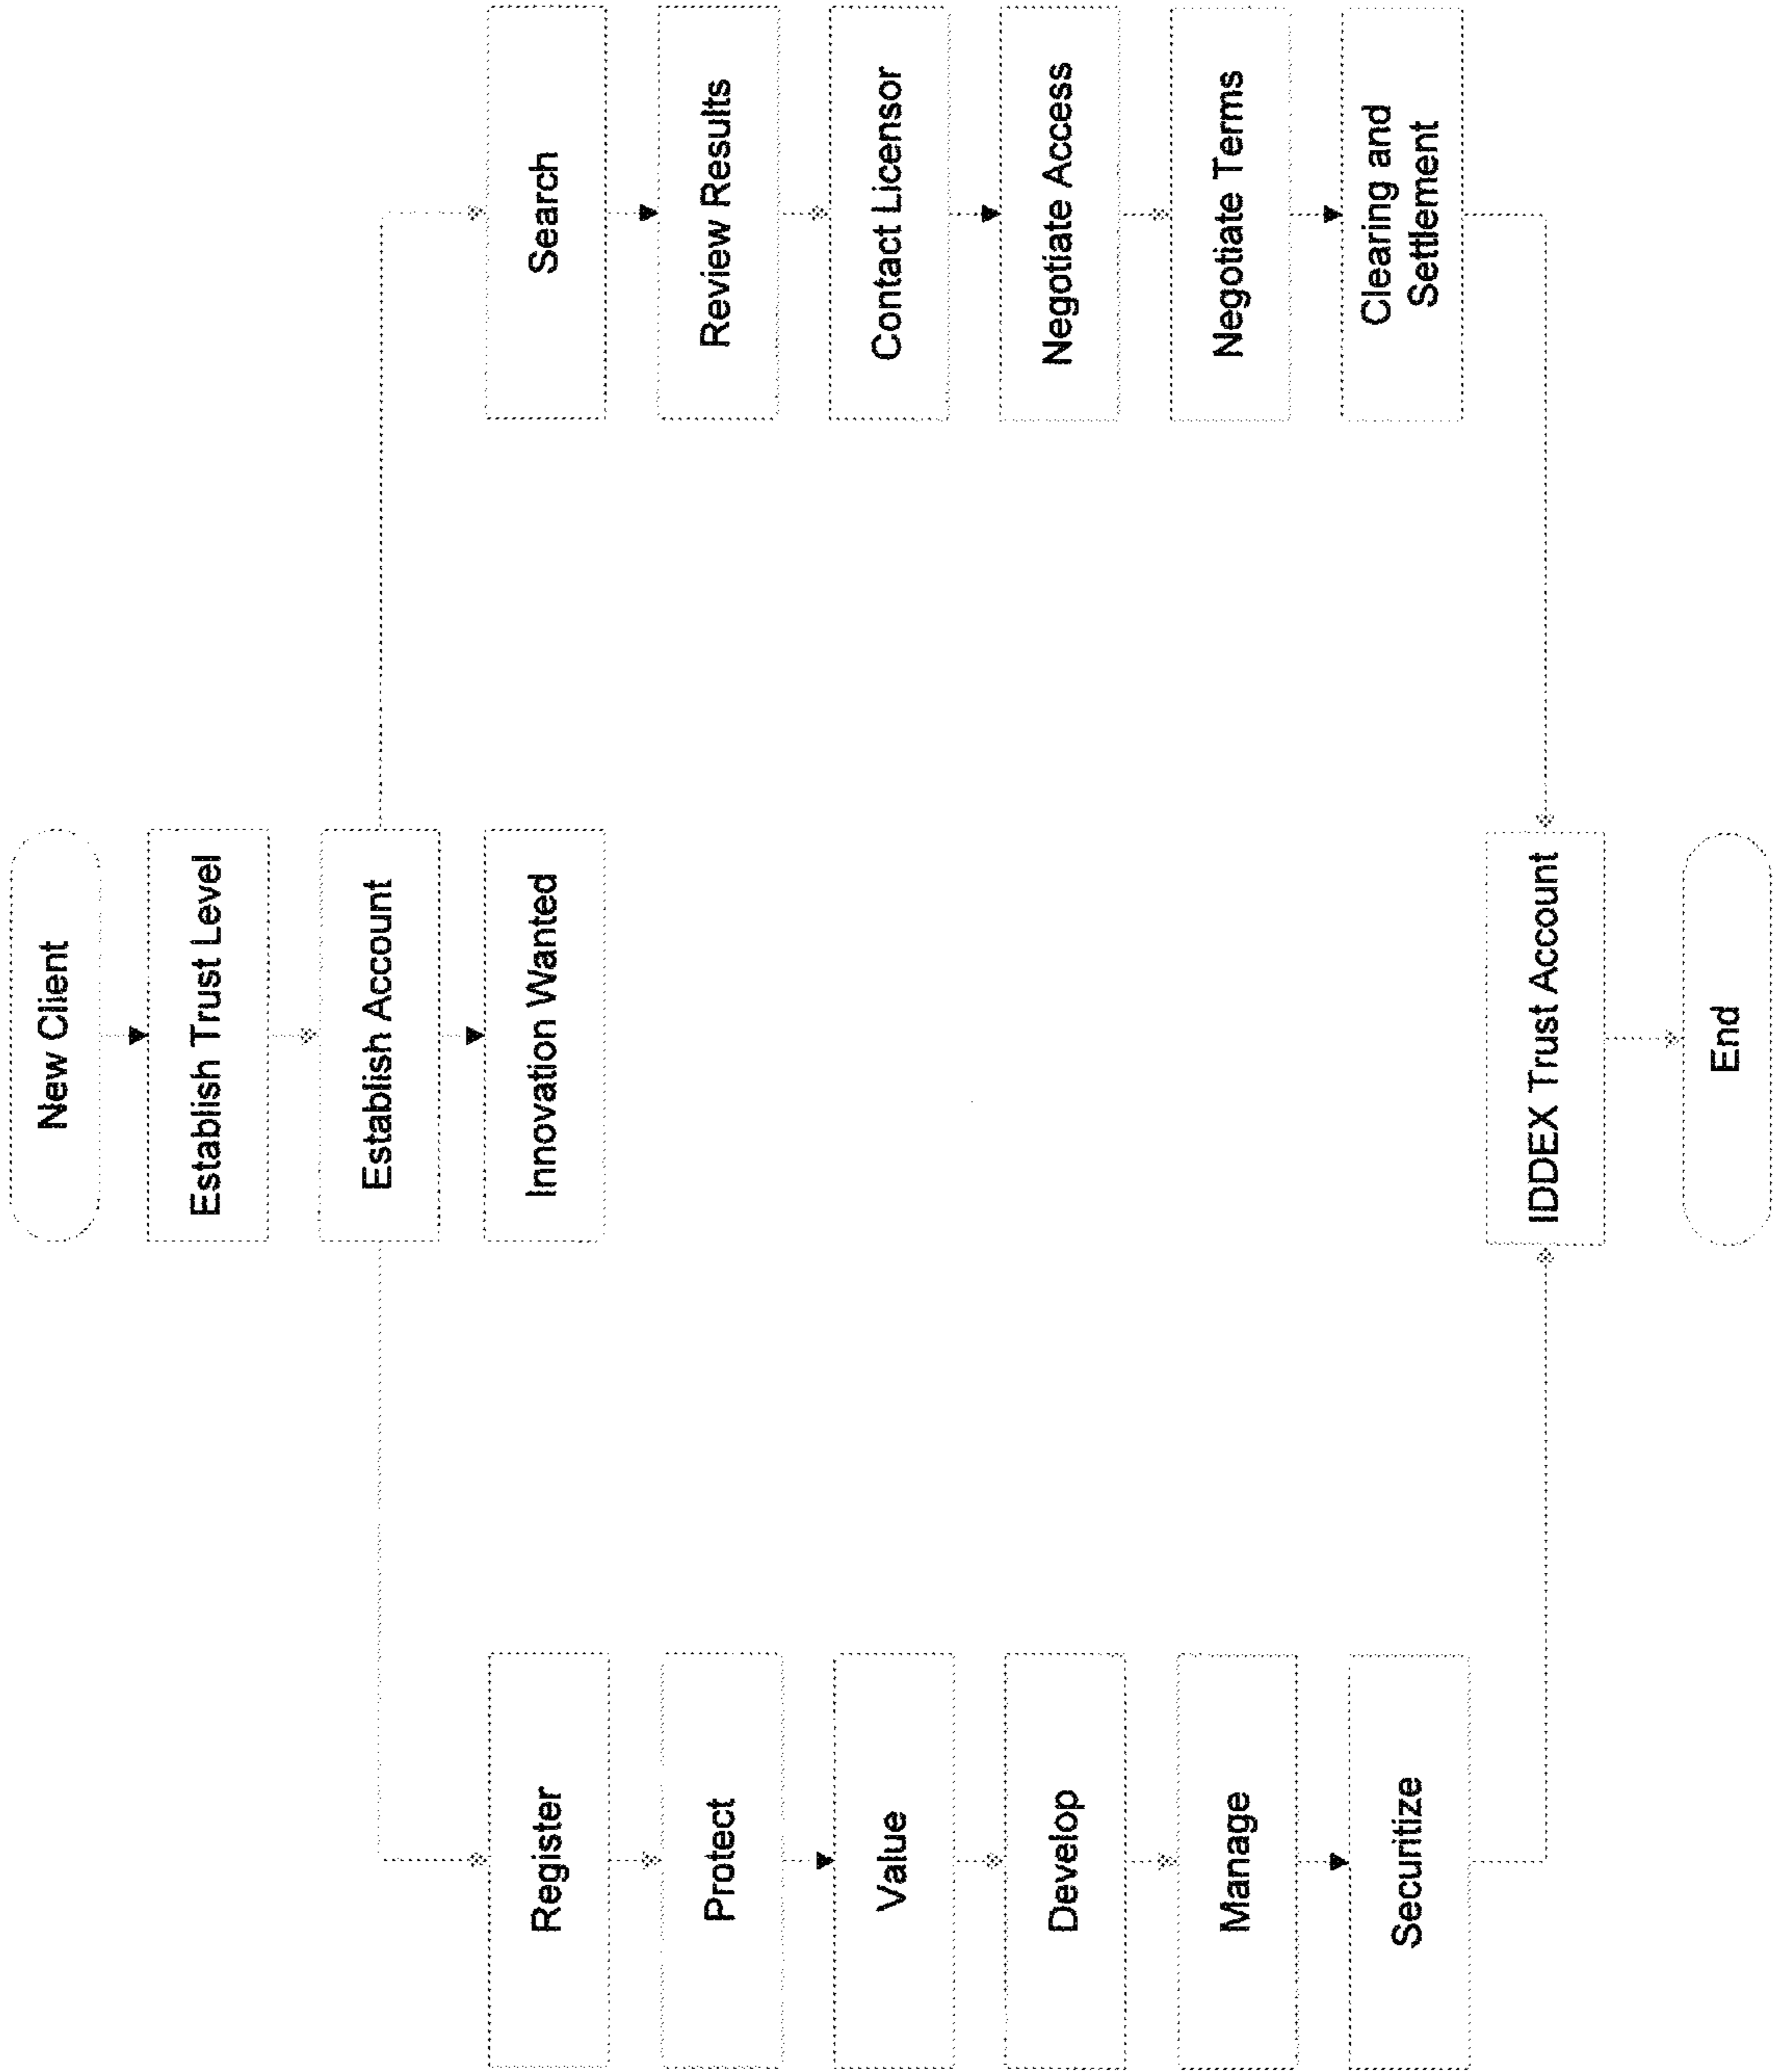 New Client
Establish Trust Level
Establish Account
Innovation Wanted
Register
Protect
Value
Develop
Manage
Securitize
Search
Review Results
Contact Licensor
Negotiate Access
Negotiate Terms
Clearing and
Settlement
IDDEX Trust Account
End